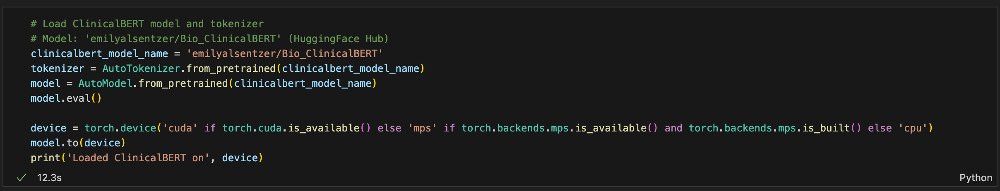 # Load ClinicalBERT model and tokenizer
# Model: 'emilyalsentzer/Bio_ClinicalBERT' (HuggingFace Hub)
clinicalbert_model_name = 'emilyalsentzer/Bio_ClinicalBERT'
tokenizer = AutoTokenizer.from_pretrained(clinicalbert_model_name)
model = AutoModel.from_pretrained(clinicalbert_model_name)
model.eval()
device = torch.device('cuda' if torch.cuda.is_available() else 'mps' if torch.backends.mps.is_available() and torch.backends.mps.is_built() else 'cpu')
model.to(device)
print('Loaded ClinicalBERT on', device)
12.3s
Python